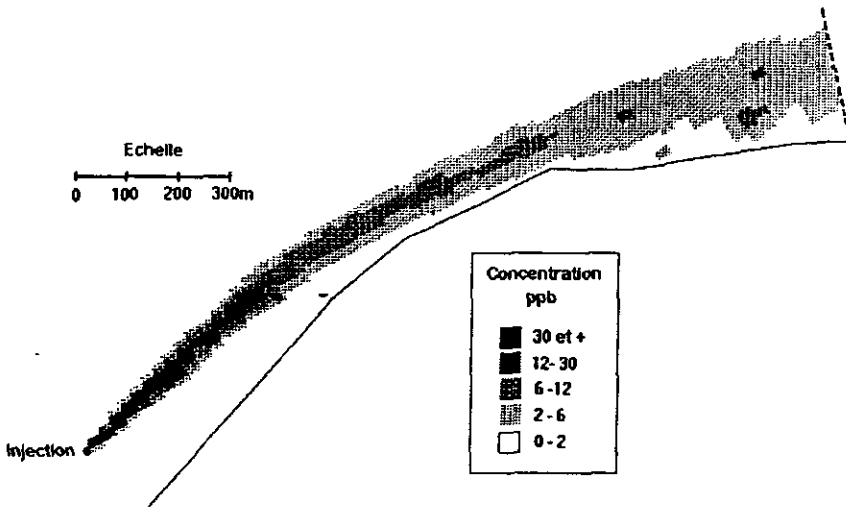 Echelle
0 100 200 300m
Concentration
ppb
30 et +
12-30
6-12
2-6
0-2
Injection